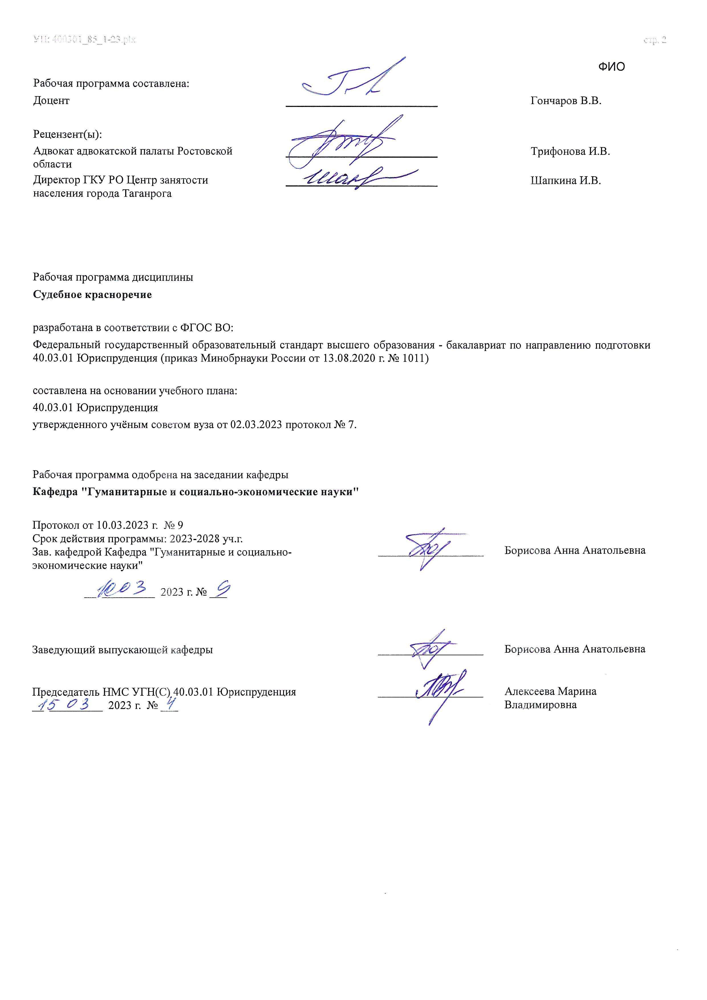 УП: 400301_85_1-23.plx стр. 2
ФИО
Рабочая программа составлена:
Доцент Гончаров В.В.
Рецензент(ы):
Адвокат адвокатской палаты Ростовской Трифонова И.В.
области
Директор ГКУ РО Центр занятости Шапкина И.В.
населения города Таганрога
Рабочая программа дисциплины
Судебное красноречие
разработана в соответствии с ФГОС ВО:
Федеральный государственный образовательный стандарт высшего образования - бакалавриат по направлению подготовки
40.03.01 Юриспруденция (приказ Минобрнауки России от 13.08.2020 г. № 1011)
составлена на основании учебного плана:
40.03.01 Юриспруденция
утвержденного учёным советом вуза от 02.03.2023 протокол № 7.
Рабочая программа одобрена на заседании кафедры
Кафедра "Гуманитарные и социально-экономические науки"
Протокол от 10.03.2023 г. № 9
Срок действия программы: 2023-2028 уч.г.
Зав. кафедрой Кафедра "Гуманитарные и социально- Борисова Анна Анатольевна
экономические науки"
10 03 2023 г. № 9
Заведующий выпускающей кафедры Борисова Анна Анатольевна
Председатель НМС УГН(С) 40.03.01 Юриспруденция Алексеева Марина
15 03 2023 г. № 4 Владимировна